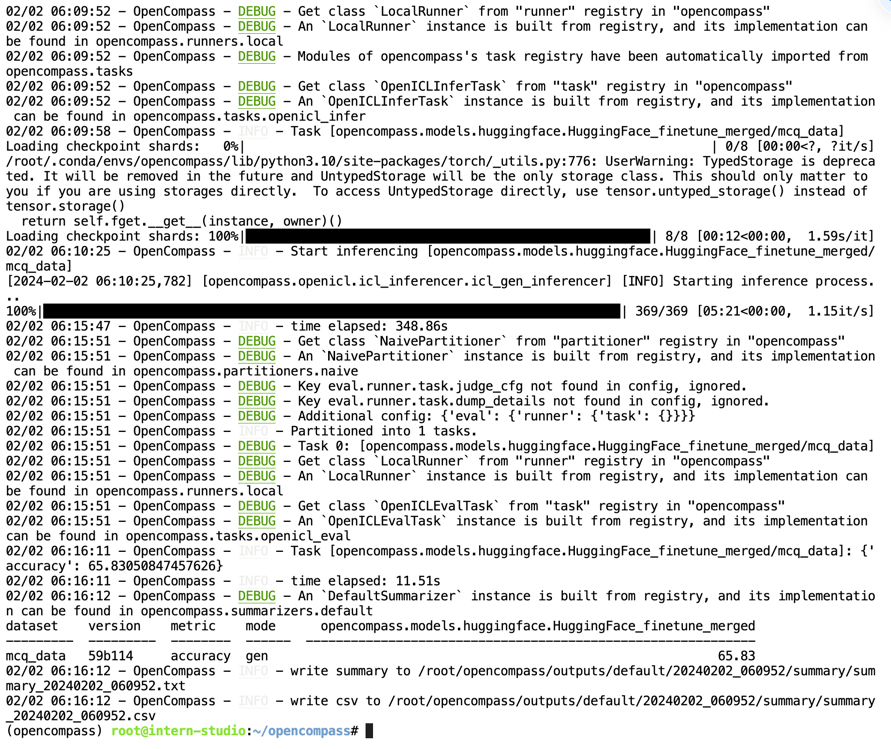 02/02 06:09:52 - OpenCompass - DEBUG - Get class `LocalRunner` from "runner" registry in "opencompass"
02/02 06:09:52 - OpenCompass - DEBUG - An `LocalRunner` instance is built from registry, and its implementation can
be found in opencompass.runners.local
02/02 06:09:52 - OpenCompass - DEBUG - Modules of opencompass's task registry have been automatically imported from
opencompass.tasks
02/02 06:09:52 - OpenCompass - DEBUG - Get class `OpenICLInferTask` from "task" registry in "opencompass"
02/02 06:09:52 - OpenCompass - DEBUG - An `OpenICLInferTask` instance is built from registry, and its implementation
 can be found in opencompass.tasks.openicl_infer
02/02 06:09:58 - OpenCompass - INFO - Task [opencompass.models.huggingface.HuggingFace_finetune_merged/mcq_data]
Loading checkpoint shards:   0%|          | 0/8 [00:00<?, ?it/s]
/root/.conda/envs/opencompass/lib/python3.10/site-packages/torch/_utils.py:776: UserWarning: TypedStorage is depreca
ted. It will be removed in the future and UntypedStorage will be the only storage class. This should only matter to
you if you are using storages directly.  To access UntypedStorage directly, use tensor.untyped_storage() instead of
tensor.storage()
  return self.fget.__get__(instance, owner)()
Loading checkpoint shards: 100%|██████████| 8/8 [00:12<00:00,  1.59s/it]
02/02 06:10:25 - OpenCompass - INFO - Start inferencing [opencompass.models.huggingface.HuggingFace_finetune_merged/
mcq_data]
[2024-02-02 06:10:25,782] [opencompass.openicl.icl_inferencer.icl_gen_inferencer] [INFO] Starting inference process.
..
100%|██████████| 369/369 [05:21<00:00,  1.15it/s]
02/02 06:15:47 - OpenCompass - INFO - time elapsed: 348.86s
02/02 06:15:51 - OpenCompass - DEBUG - Get class `NaivePartitioner` from "partitioner" registry in "opencompass"
02/02 06:15:51 - OpenCompass - DEBUG - An `NaivePartitioner` instance is built from registry, and its implementation
 can be found in opencompass.partitioners.naive
02/02 06:15:51 - OpenCompass - DEBUG - Key eval.runner.task.judge_cfg not found in config, ignored.
02/02 06:15:51 - OpenCompass - DEBUG - Key eval.runner.task.dump_details not found in config, ignored.
02/02 06:15:51 - OpenCompass - DEBUG - Additional config: {'eval': {'runner': {'task': {}}}}
02/02 06:15:51 - OpenCompass - INFO - Partitioned into 1 tasks.
02/02 06:15:51 - OpenCompass - DEBUG - Task 0: [opencompass.models.huggingface.HuggingFace_finetune_merged/mcq_data]
02/02 06:15:51 - OpenCompass - DEBUG - Get class `LocalRunner` from "runner" registry in "opencompass"
02/02 06:15:51 - OpenCompass - DEBUG - An `LocalRunner` instance is built from registry, and its implementation can
be found in opencompass.runners.local
02/02 06:15:51 - OpenCompass - DEBUG - Get class `OpenICLEvalTask` from "task" registry in "opencompass"
02/02 06:15:51 - OpenCompass - DEBUG - An `OpenICLEvalTask` instance is built from registry, and its implementation
can be found in opencompass.tasks.openicl_eval
02/02 06:16:11 - OpenCompass - INFO - Task [opencompass.models.huggingface.HuggingFace_finetune_merged/mcq_data]: {'
accuracy': 65.83050847457626}
02/02 06:16:11 - OpenCompass - INFO - time elapsed: 11.51s
02/02 06:16:12 - OpenCompass - DEBUG - An `DefaultSummarizer` instance is built from registry, and its implementatio
n can be found in opencompass.summarizers.default
dataset    version    metric    mode      opencompass.models.huggingface.HuggingFace_finetune_merged
---------  ---------  --------  ------  ------------------------------------------------------------
mcq_data   59b114     accuracy  gen                                                            65.83
02/02 06:16:12 - OpenCompass - INFO - write summary to /root/opencompass/outputs/default/20240202_060952/summary/sum
mary_20240202_060952.txt
02/02 06:16:12 - OpenCompass - INFO - write csv to /root/opencompass/outputs/default/20240202_060952/summary/summary
_20240202_060952.csv
(opencompass) root@intern-studio:~/opencompass#